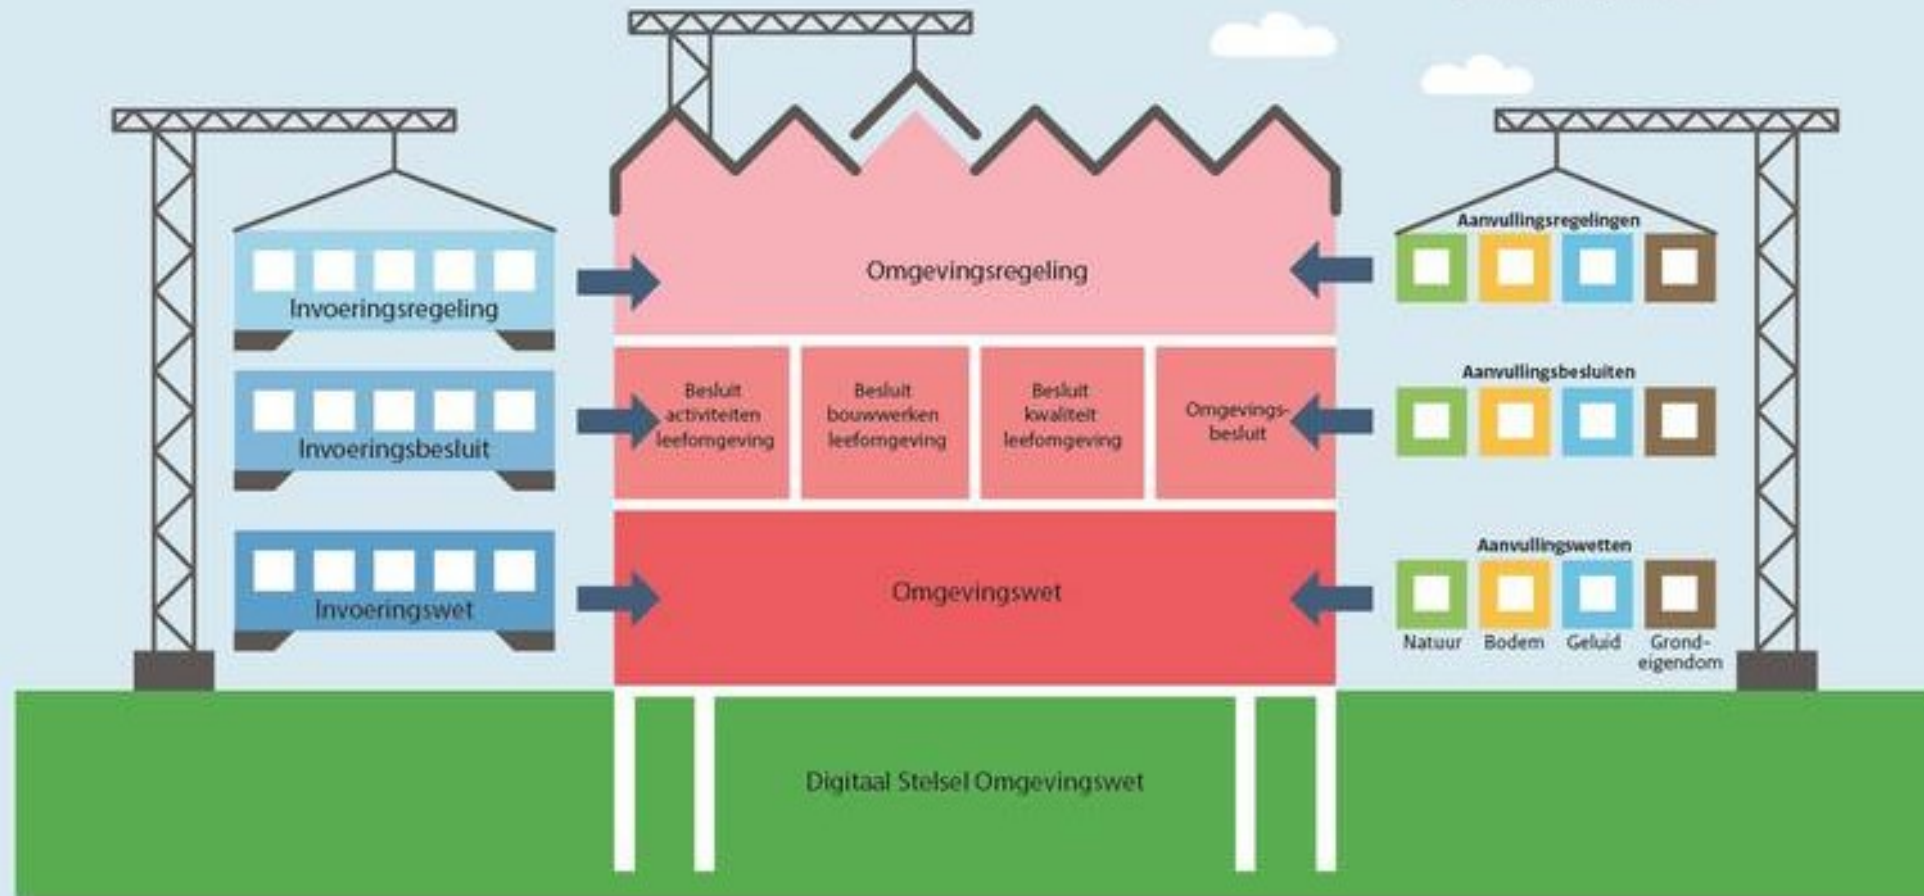 Aanvullingsregelingen
Omgevingsregeling
Invoeringsregeling
Aanvullingsbesluiten
Besluit
activiteiten
leefomgeving
Besluit
bouwwerken
leefomgeving
Besluit
kwaliteit
leefomgeving
Omgevings-
besluit
Invoeringsbesluit
Aanvullingswetten
Omgevingswet
Invoeringswet
Natuur
Bodem
Geluid
Grond-
eigendom
Digitaal Stelsel Omgevingswet